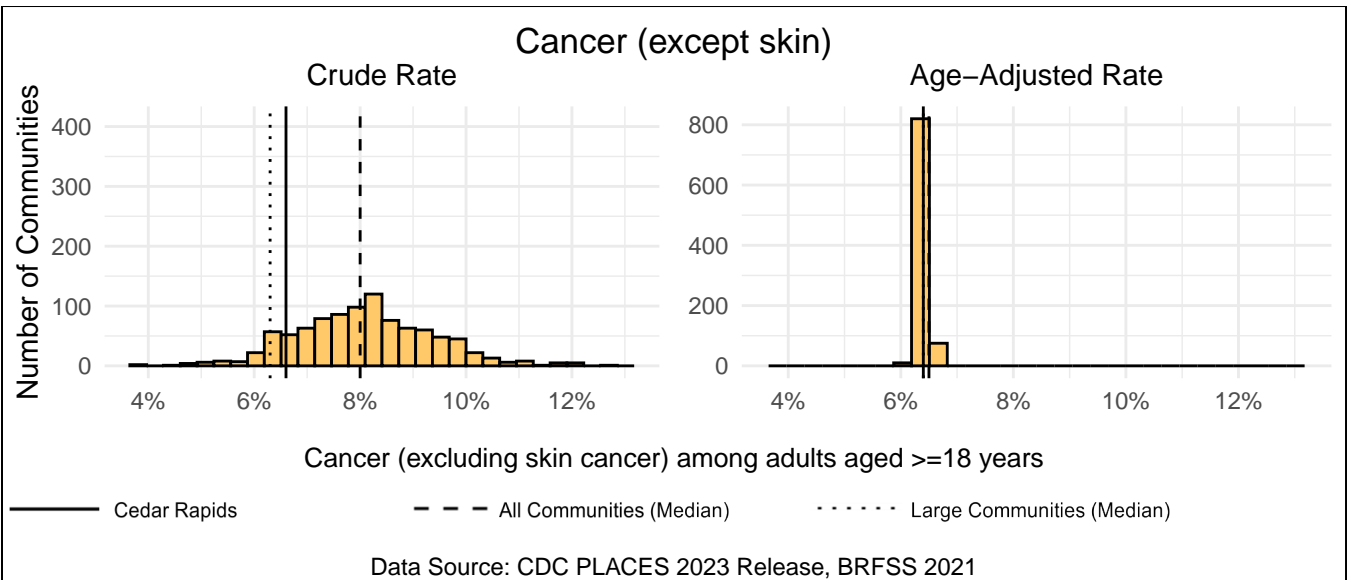 Cancer (except skin)
Crude Rate
Age−Adjusted Rate
Number of Communities
400
300
200
100
0
4%
6%
8%
10%
12%
800
600
400
200
0
4%
6%
8%
10%
12%
Cancer (excluding skin cancer) among adults aged >=18 years
Cedar Rapids
All Communities (Median)
Large Communities (Median)
Data Source: CDC PLACES 2023 Release, BRFSS 2021